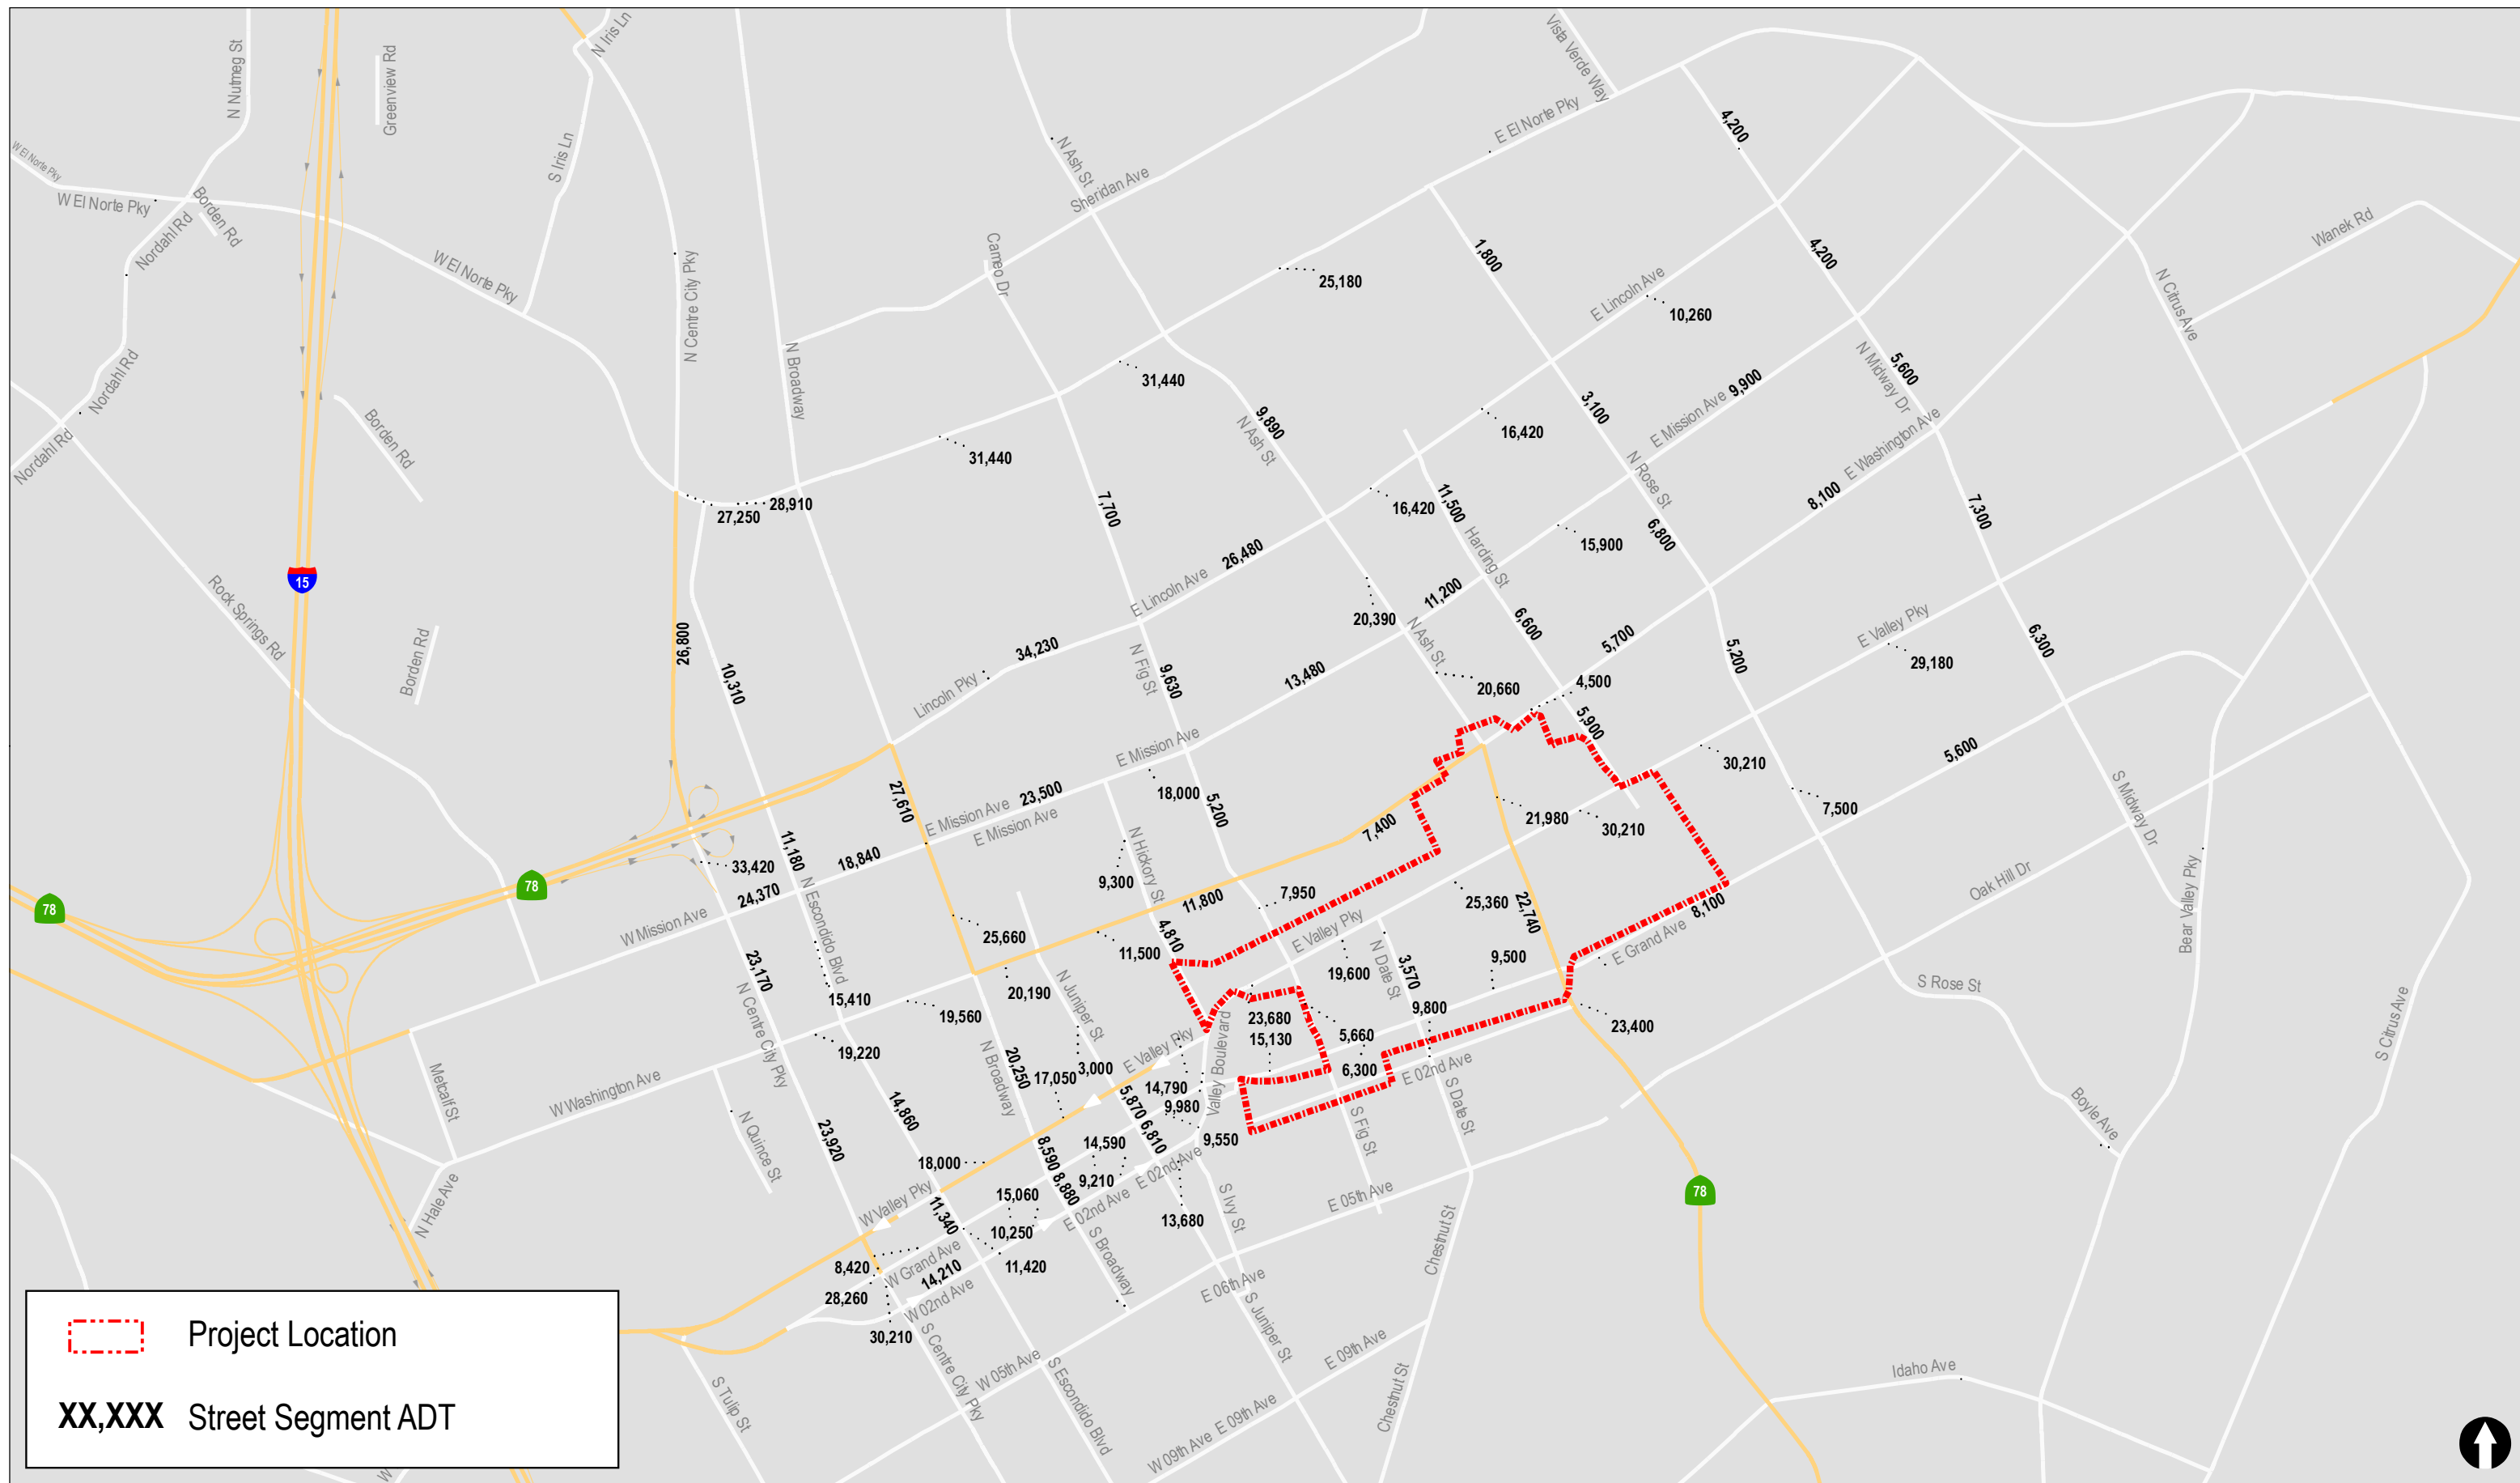 N Nutmeg St
Greenview Rd
N Iris Ln
S Iris Ln
W El Norte Pky
W El Norte Pky
Borden Rd
Nordahl Rd
W El Norte Pky
N Centre City Pky
N Broadway
Cameo Dr
N Ash St
Sheridan Ave
Vista Verde Way
E El Norte Pky
4,200
1,800
4,200
25,180
E Lincoln Ave
10,260
Wanek Rd
N Citrus Ave
Nordahl Rd
Nordahl Rd
Borden Rd
31,440
31,440
9,890
N Ash St
3,100
16,420
E Mission Ave
9,900
N Midway Dr
5,600
E Washington Ave
27,250
28,910
7,700
16,420
11,500
Harding St
N Rose St
6,800
8,100
7,300
15,900
15
Rock Springs Rd
Borden Rd
26,800
10,310
26,480
E Lincoln Ave
34,230
Lincoln Pky
N Fig St
9,630
20,390
11,200
N Ash St
6,600
5,700
5,200
E Valley Pky
29,180
6,300
13,480
20,660
4,500
5,900
E Mission Ave
18,000
5,200
30,210
5,600
7,500
S Midway Dr
27,610
E Mission Ave
23,500
E Mission Ave
7,400
21,980
30,210
11,180
18,840
33,420
24,370
W Mission Ave
N Escondido Blvd
N Hickory St
9,300
78
78
11,800
7,950
25,360
22,740
8,100
Oak Hill Dr
Bear Valley Pky
4,810
E Valley Pky
19,600
N Date St
3,570
9,500
E Grand Ave
25,660
11,500
23,170
N Centre City Pky
15,410
20,190
N Juniper St
19,560
19,220
S Rose St
S Citrus Ave
23,680
15,130
5,660
9,800
23,400
Valley Boulevard
E Valley Pky
6,300
E 02nd Ave
N Broadway
20,250
3,000
17,050
14,790
9,980
5,870
6,810
9,550
Metcalf St
W Washington Ave
N Quince St
14,860
23,920
S Fig St
S Date St
Boyle Ave
8,590
8,880
14,590
9,210
E 02nd Ave
18,000
W Valley Pky
11,340
15,060
10,250
E 02nd Ave
13,680
S Ivy St
E 05th Ave
Chestnut St
78
N Hale Ave
8,420
W Grand Ave
14,210
W 02nd Ave
11,420
S Broadway
28,260
30,210
E 06th Ave
S Juniper St
S Centre City Pky
W 05th Ave
S Escondido Blvd
E 09th Ave
Chestnut St
Idaho Ave
S Tulip St
W 09th Ave
E 09th Ave
W
Project Location
XX,XXX Street Segment ADT